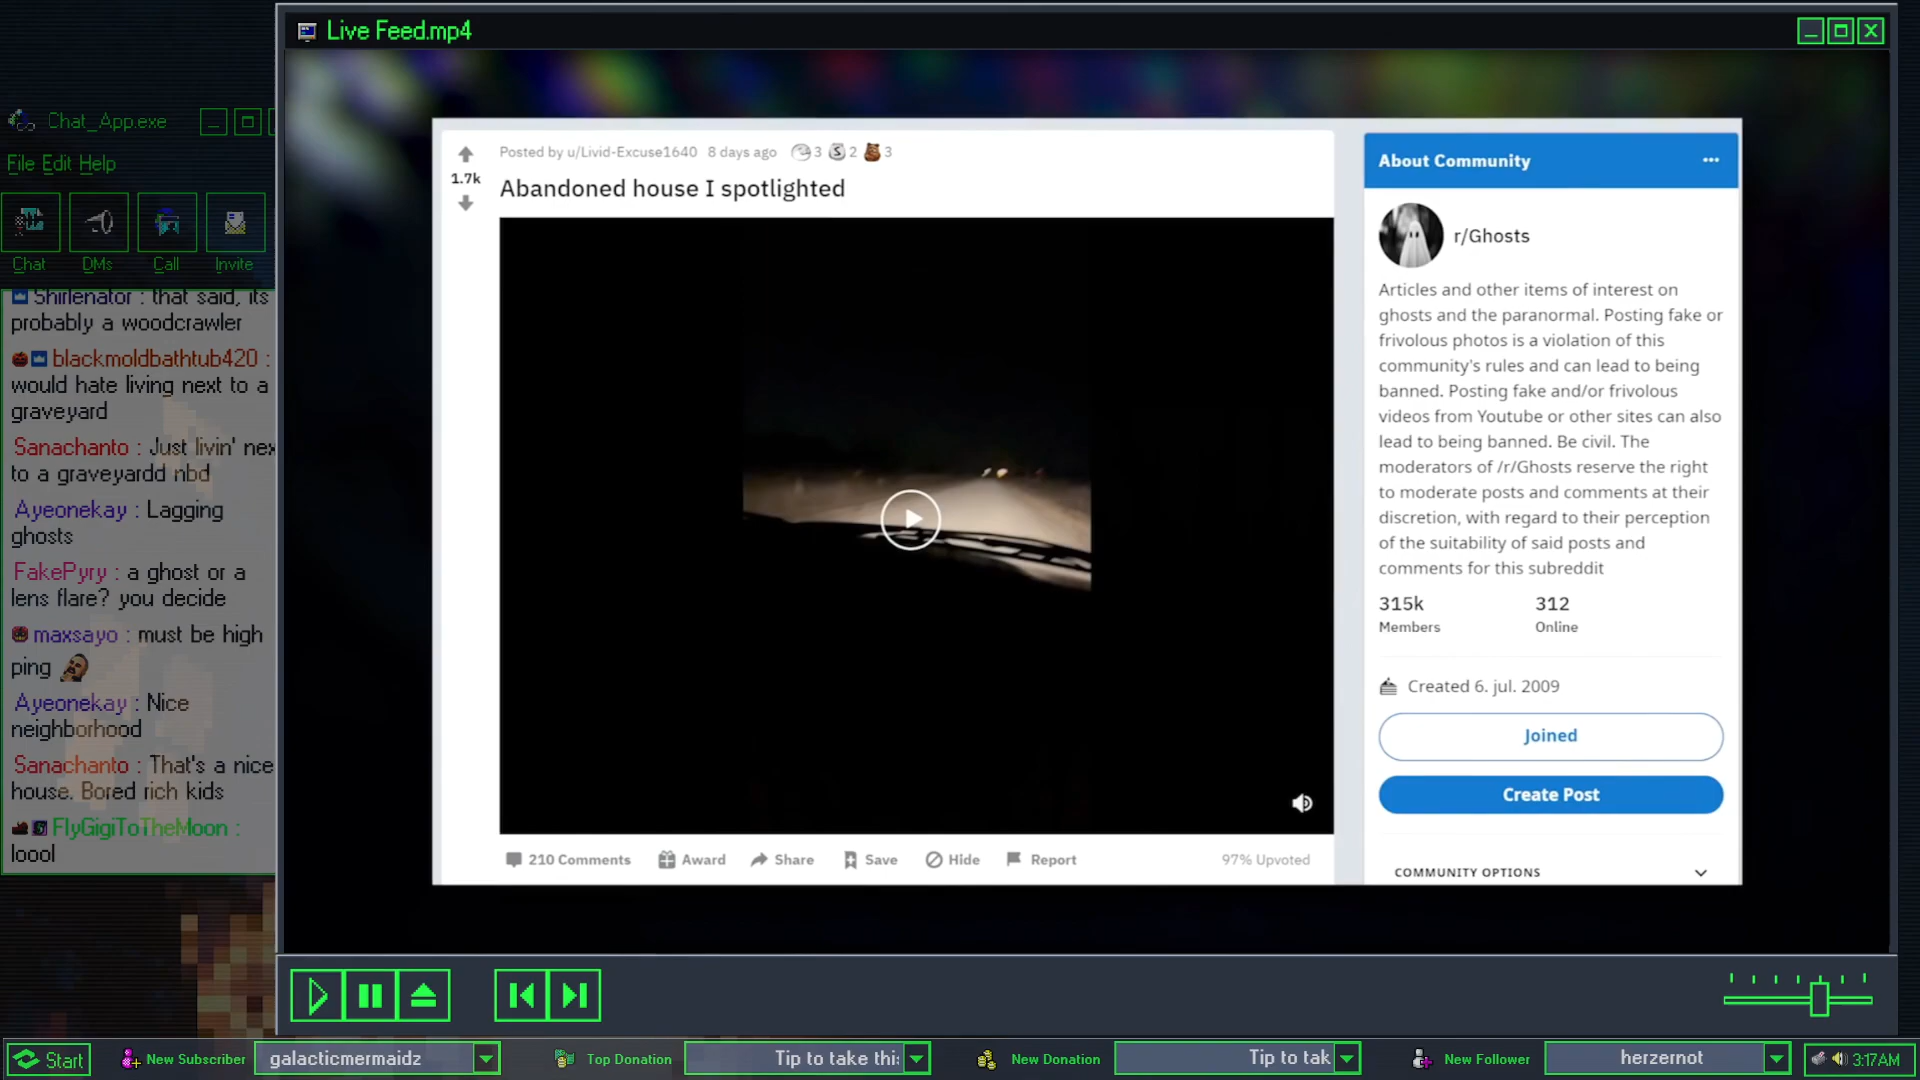 Live Feed.mp4
Chat_App.exe
File Edit Help
Chat DMs Call Invite
Shirlenator : that said, its
probably a woodcrawler
blackmoldbathtub420 :
would hate living next to a
graveyard
Sanachanto : Just livin' nex
to a graveyardd nbd
Ayeonekay : Lagging
ghosts
FakePyry : a ghost or a
lens flare? you decide
maxsayo : must be high
ping
Ayeonekay : Nice
neighborhood
Sanachanto : That's a nice
house. Bored rich kids
FlyGigiToTheMoon :
loool
Posted by u/Livid-Excuse1640 8 days ago 3 2 3
1.7k
Abandoned house I spotlighted
210 Comments Award Share Save Hide Report 97% Upvoted
About Community
r/Ghosts
Articles and other items of interest on
ghosts and the paranormal. Posting fake or
frivolous photos is a violation of this
community's rules and can lead to being
banned. Posting fake and/or frivolous
videos from Youtube or other sites can also
lead to being banned. Be civil. The
moderators of /r/Ghosts reserve the right
to moderate posts and comments at their
discretion, with regard to their perception
of the suitability of said posts and
comments for this subreddit
315k 312
Members Online
Created 6. jul. 2009
Joined
Create Post
COMMUNITY OPTIONS
Start New Subscriber galacticmermaidz Top Donation Tip to take this New Donation Tip to tak New Follower herzernot 3:17AM